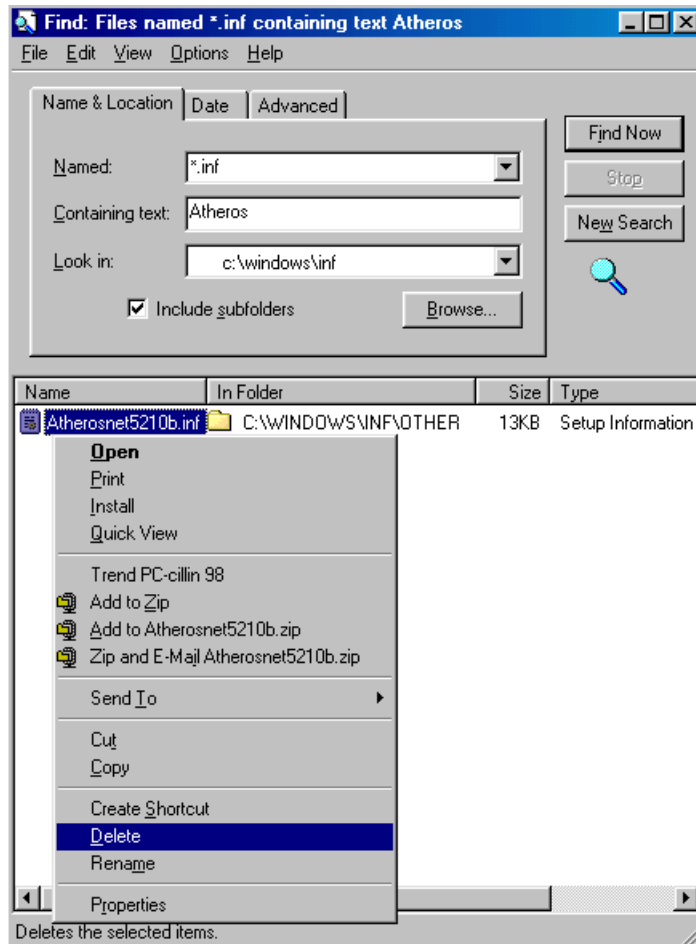 Find: Files named *.inf containing text Atheros
File Edit View Options Help
Name & Location Date Advanced
Find Now
Named: *.inf
Stop
Containing text: Atheros
New Search
Look in: c:\windows\inf
Include subfolders Browse...
Name In Folder Size Type
Atherosnet5210b.inf C:\WINDOWS\INF\OTHER 13KB Setup Information
Open
Print
Install
Quick View
Trend PC-cillin 98
Add to Zip
Add to Atherosnet5210b.zip
Zip and E-Mail Atherosnet5210b.zip
Send To
Cut
Copy
Create Shortcut
Delete
Rename
Properties
Deletes the selected items.